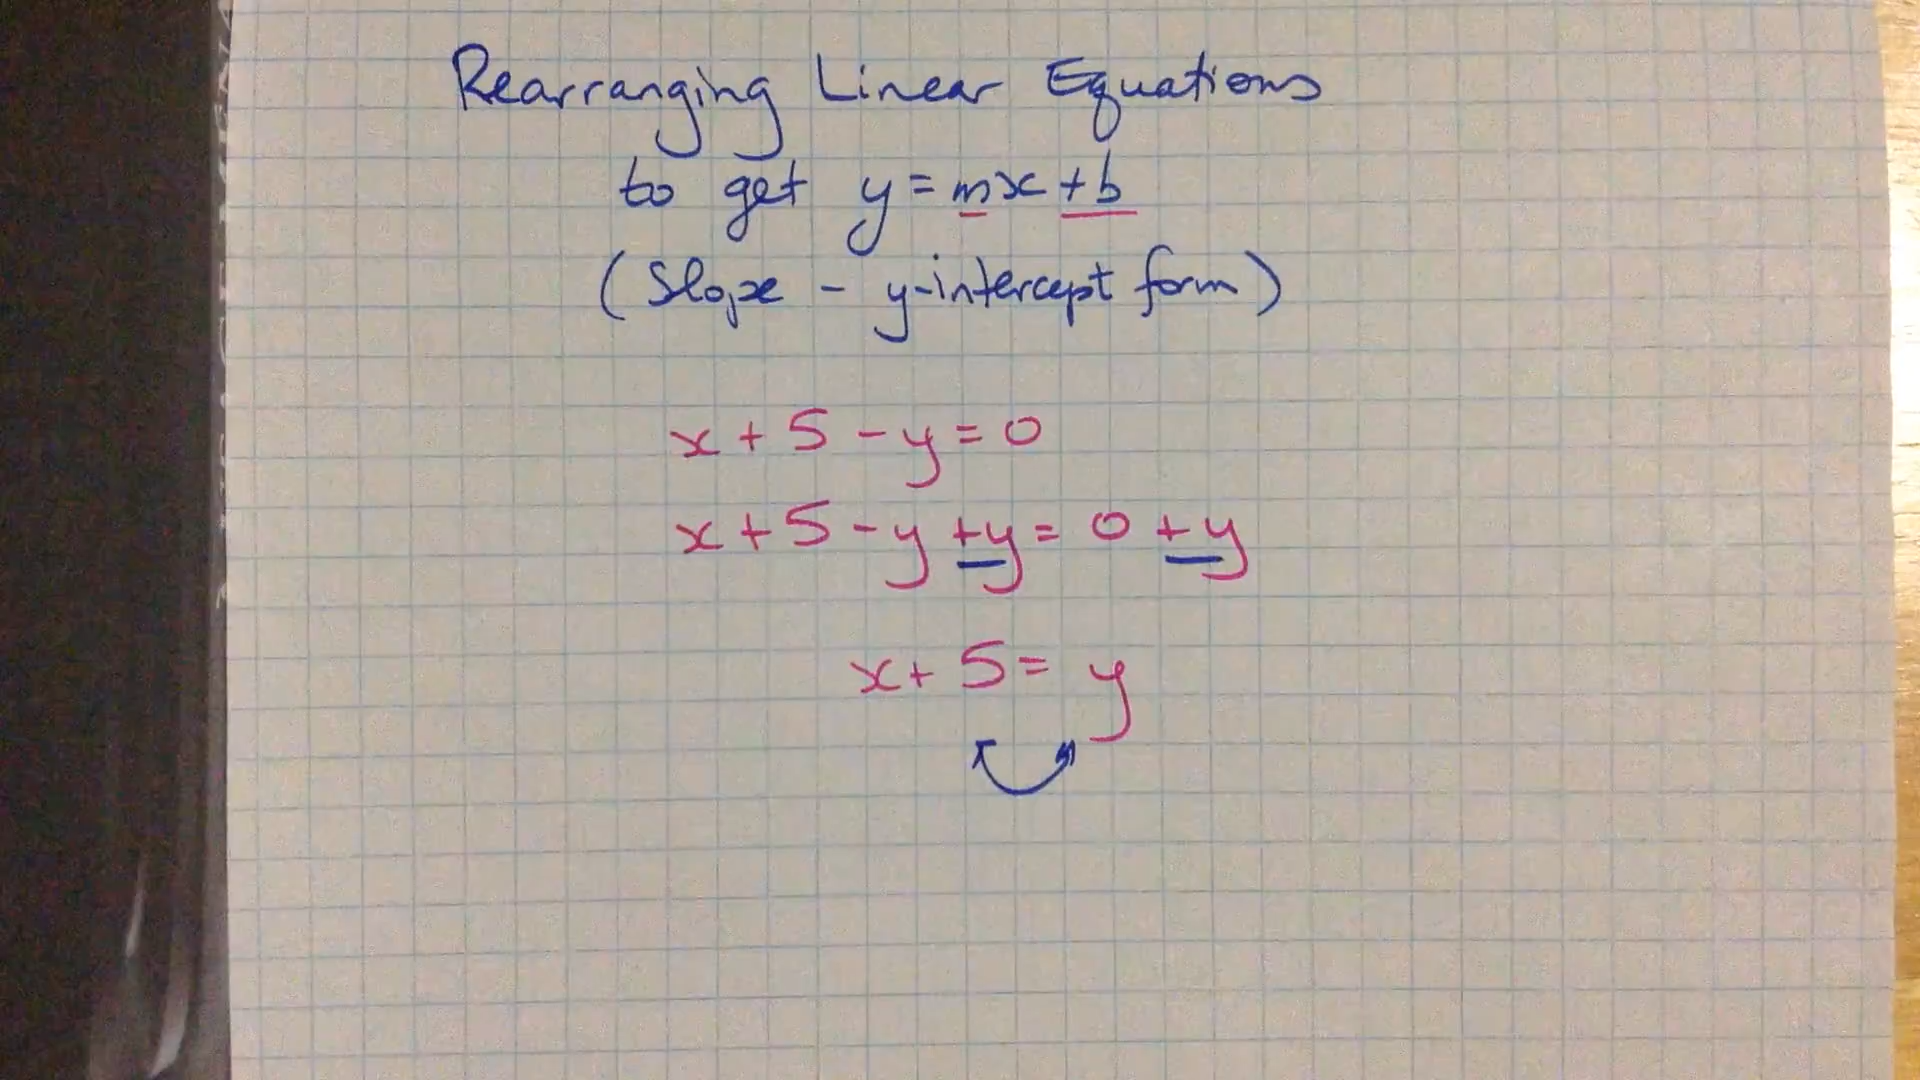 Rearranging Linear Equations
to get y = mx + b
(Slope - y-intercept form)
x + 5 - y = 0
x + 5 - y + y = 0 + y
x + 5 = y